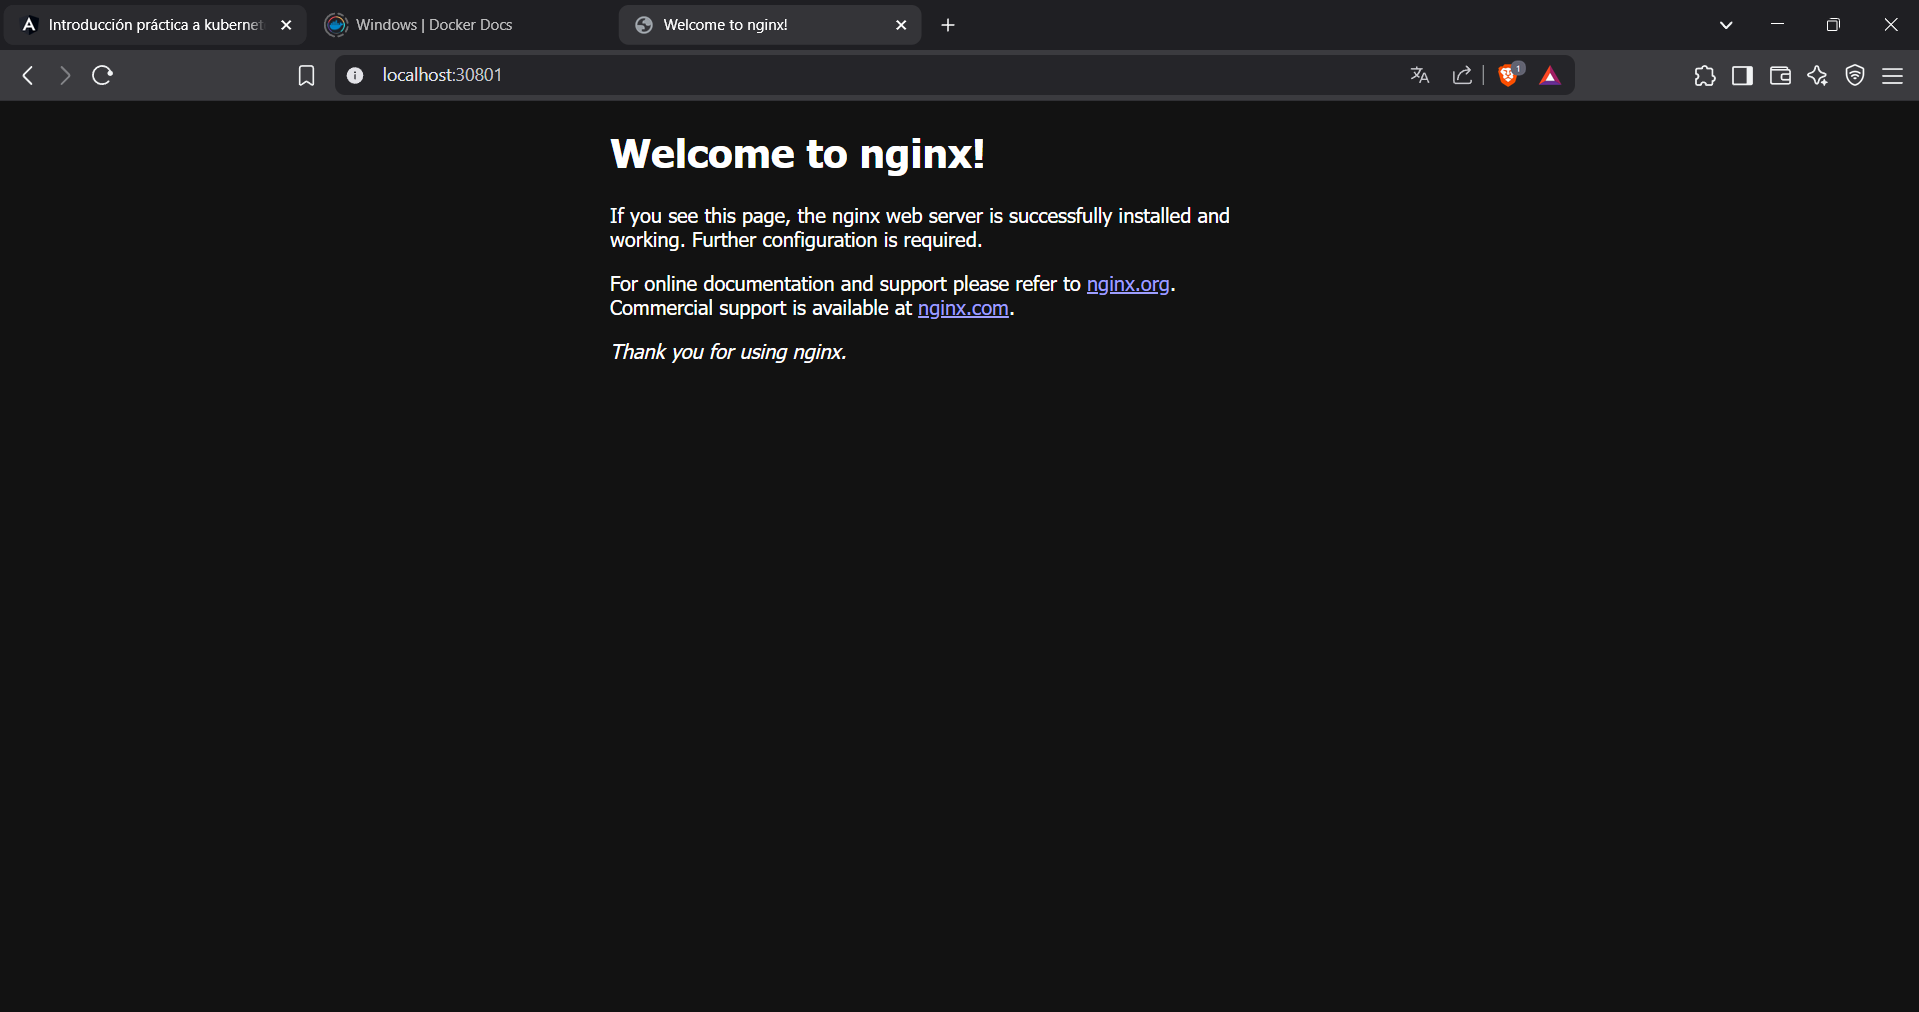 Introducción práctica a kubernet
Windows | Docker Docs
Welcome to nginx!
localhost:30801
1
Welcome to nginx!
If you see this page, the nginx web server is successfully installed and
working. Further configuration is required.
For online documentation and support please refer to nginx.org.
Commercial support is available at nginx.com.
Thank you for using nginx.